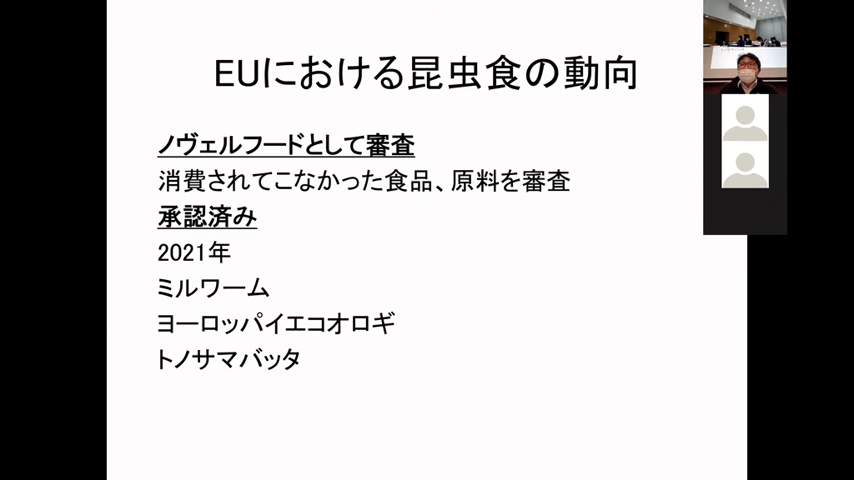 EUにおける昆虫食の動向
ノヴェルフードとして審査
消費されてこなかった食品、原料を審査
承認済み
2021年
ミルワーム
ヨーロッパイエコオロギ
トノサマバッタ